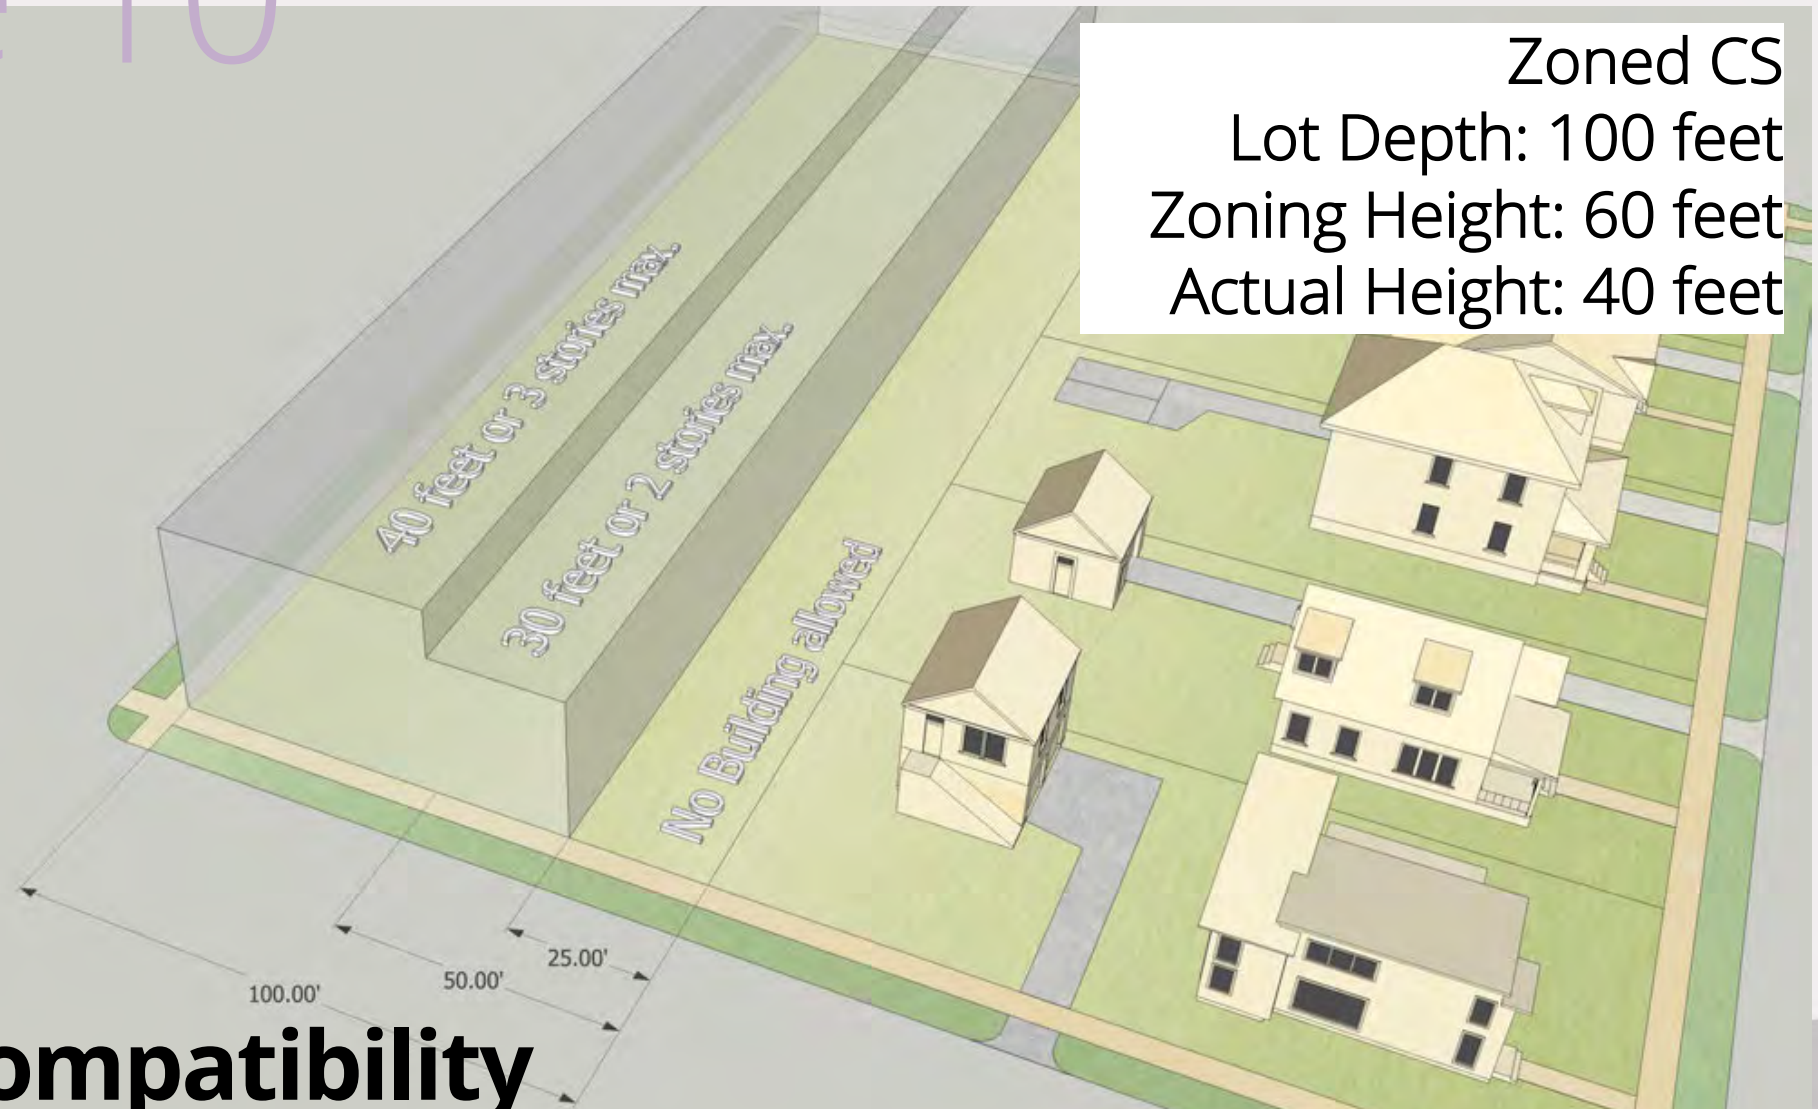 10
Zoned CS
Lot Depth: 100 feet
Zoning Height: 60 feet
Actual Height: 40 feet
40 feet or 3 stories max.
30 feet or 2 stories max.
No Building allowed
25.00'
50.00'
100.00'
ompatibility